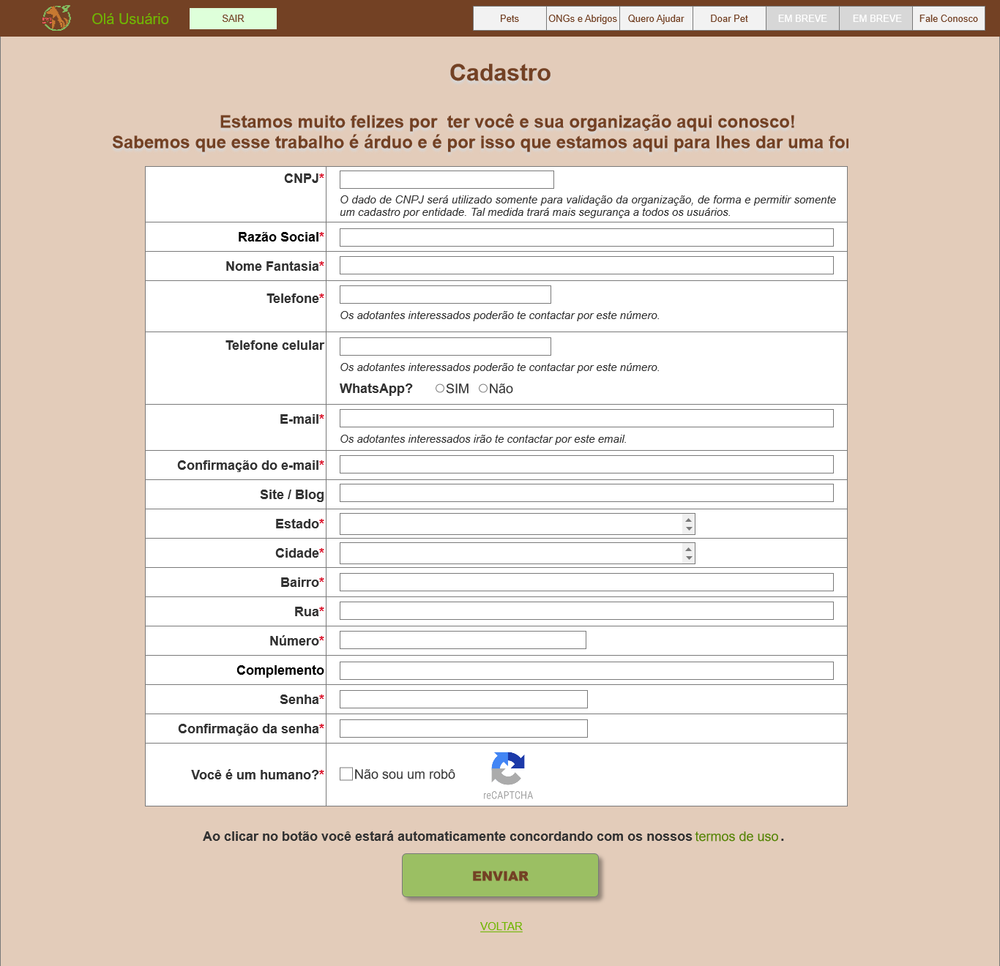 Olá Usuário
SAIR
Pets
ONGs e Abrigos
Quero Ajudar
Doar Pet
EM BREVE
EM BREVE
Fale Conosco
Cadastro
Estamos muito felizes por  ter você e sua organização aqui conosco!
Sabemos que esse trabalho é árduo e é por isso que estamos aqui para lhes dar uma
CNPJ*
O dado de CNPJ será utilizado somente para validação da organização, de forma e permitir somente
um cadastro por entidade. Tal medida trará mais segurança a todos os usuários.
Razão Social*
Nome Fantasia*
Telefone*
Os adotantes interessados poderão te contactar por este número.
Telefone celular
Os adotantes interessados poderão te contactar por este número.
WhatsApp? SIM Não
E-mail*
Os adotantes interessados irão te contactar por este email.
Confirmação do e-mail*
Site / Blog
Estado*
Cidade*
Bairro*
Rua*
Número*
Complemento
Senha*
Confirmação da senha*
Você é um humano?*
Não sou um robô
reCAPTCHA
Ao clicar no botão você estará automaticamente concordando com os nossos termos de uso .
ENVIAR
VOLTAR